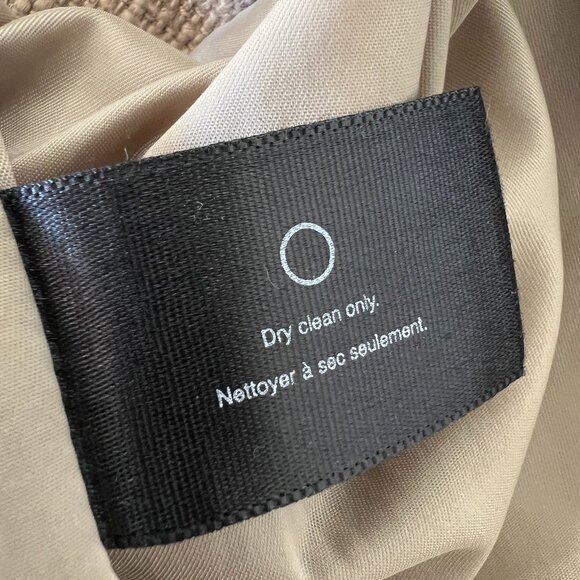 Dry clean only.
Nettoyer à sec seulement.